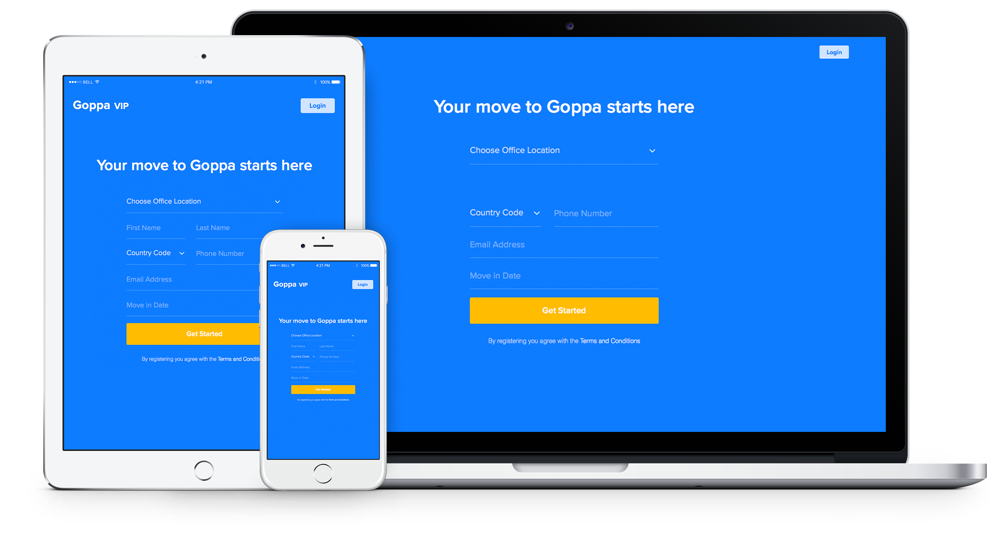 BELL 4:21 PM 100%
Goppa VIP Login
Your move to Goppa starts here
Choose Office Location
First Name Last Name
Country Code Phone Number
Email Address
Move in Date
Get Started
By registering you agree with the Terms and Conditi
BELL 4:21 PM 100%
Goppa VIP Login
Your move to Goppa starts here
Choose Office Location
First Name Last Name
Country Code Phone Number
Email Address
Move in Date
Get Started
By registering you agree with the Terms and Conditions
Login
Your move to Goppa starts here
Choose Office Location
Country Code Phone Number
Email Address
Move in Date
Get Started
By registering you agree with the Terms and Conditions